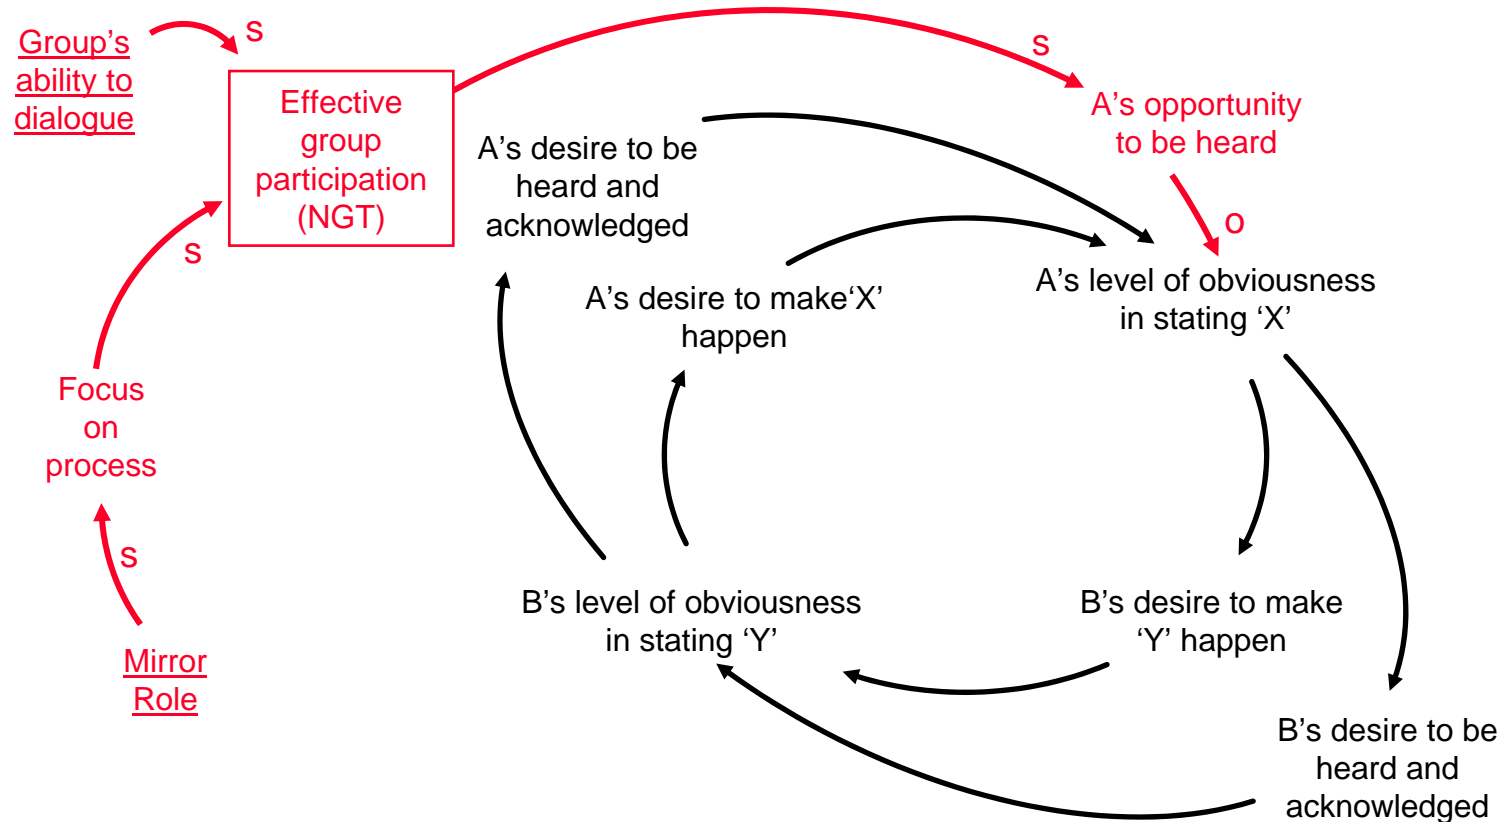 Group’s
ability to
dialogue
s
Effective
group
participation
(NGT)
s
A’s opportunity
to be heard
A’s desire to be
heard and
acknowledged
s
o
A’s desire to make‘X’
happen
A’s level of obviousness
in stating ‘X’
Focus
on
process
s
B’s level of obviousness
in stating ‘Y’
B’s desire to make
‘Y’ happen
Mirror
Role
B’s desire to be
heard and
acknowledged